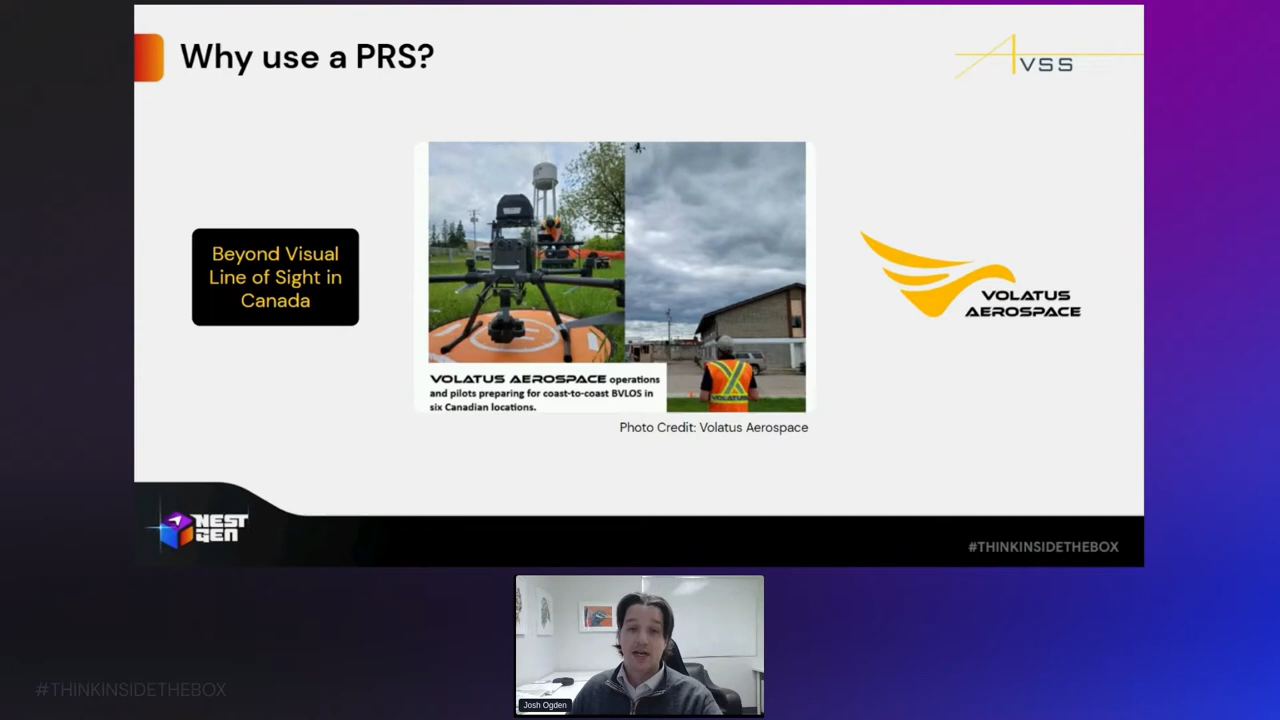 Why use a PRS?
AVSS
Beyond Visual
Line of Sight in
Canada
VOLATUS AEROSPACE operations
and pilots preparing for coast-to-coast BVLOS in
six Canadian locations.
VOLATUS
VOLATUS
AEROSPACE
Photo Credit: Volatus Aerospace
NEST
GEN
#THINKINSIDETHEBOX
#THINKINSIDETHEBOX
Josh Ogden